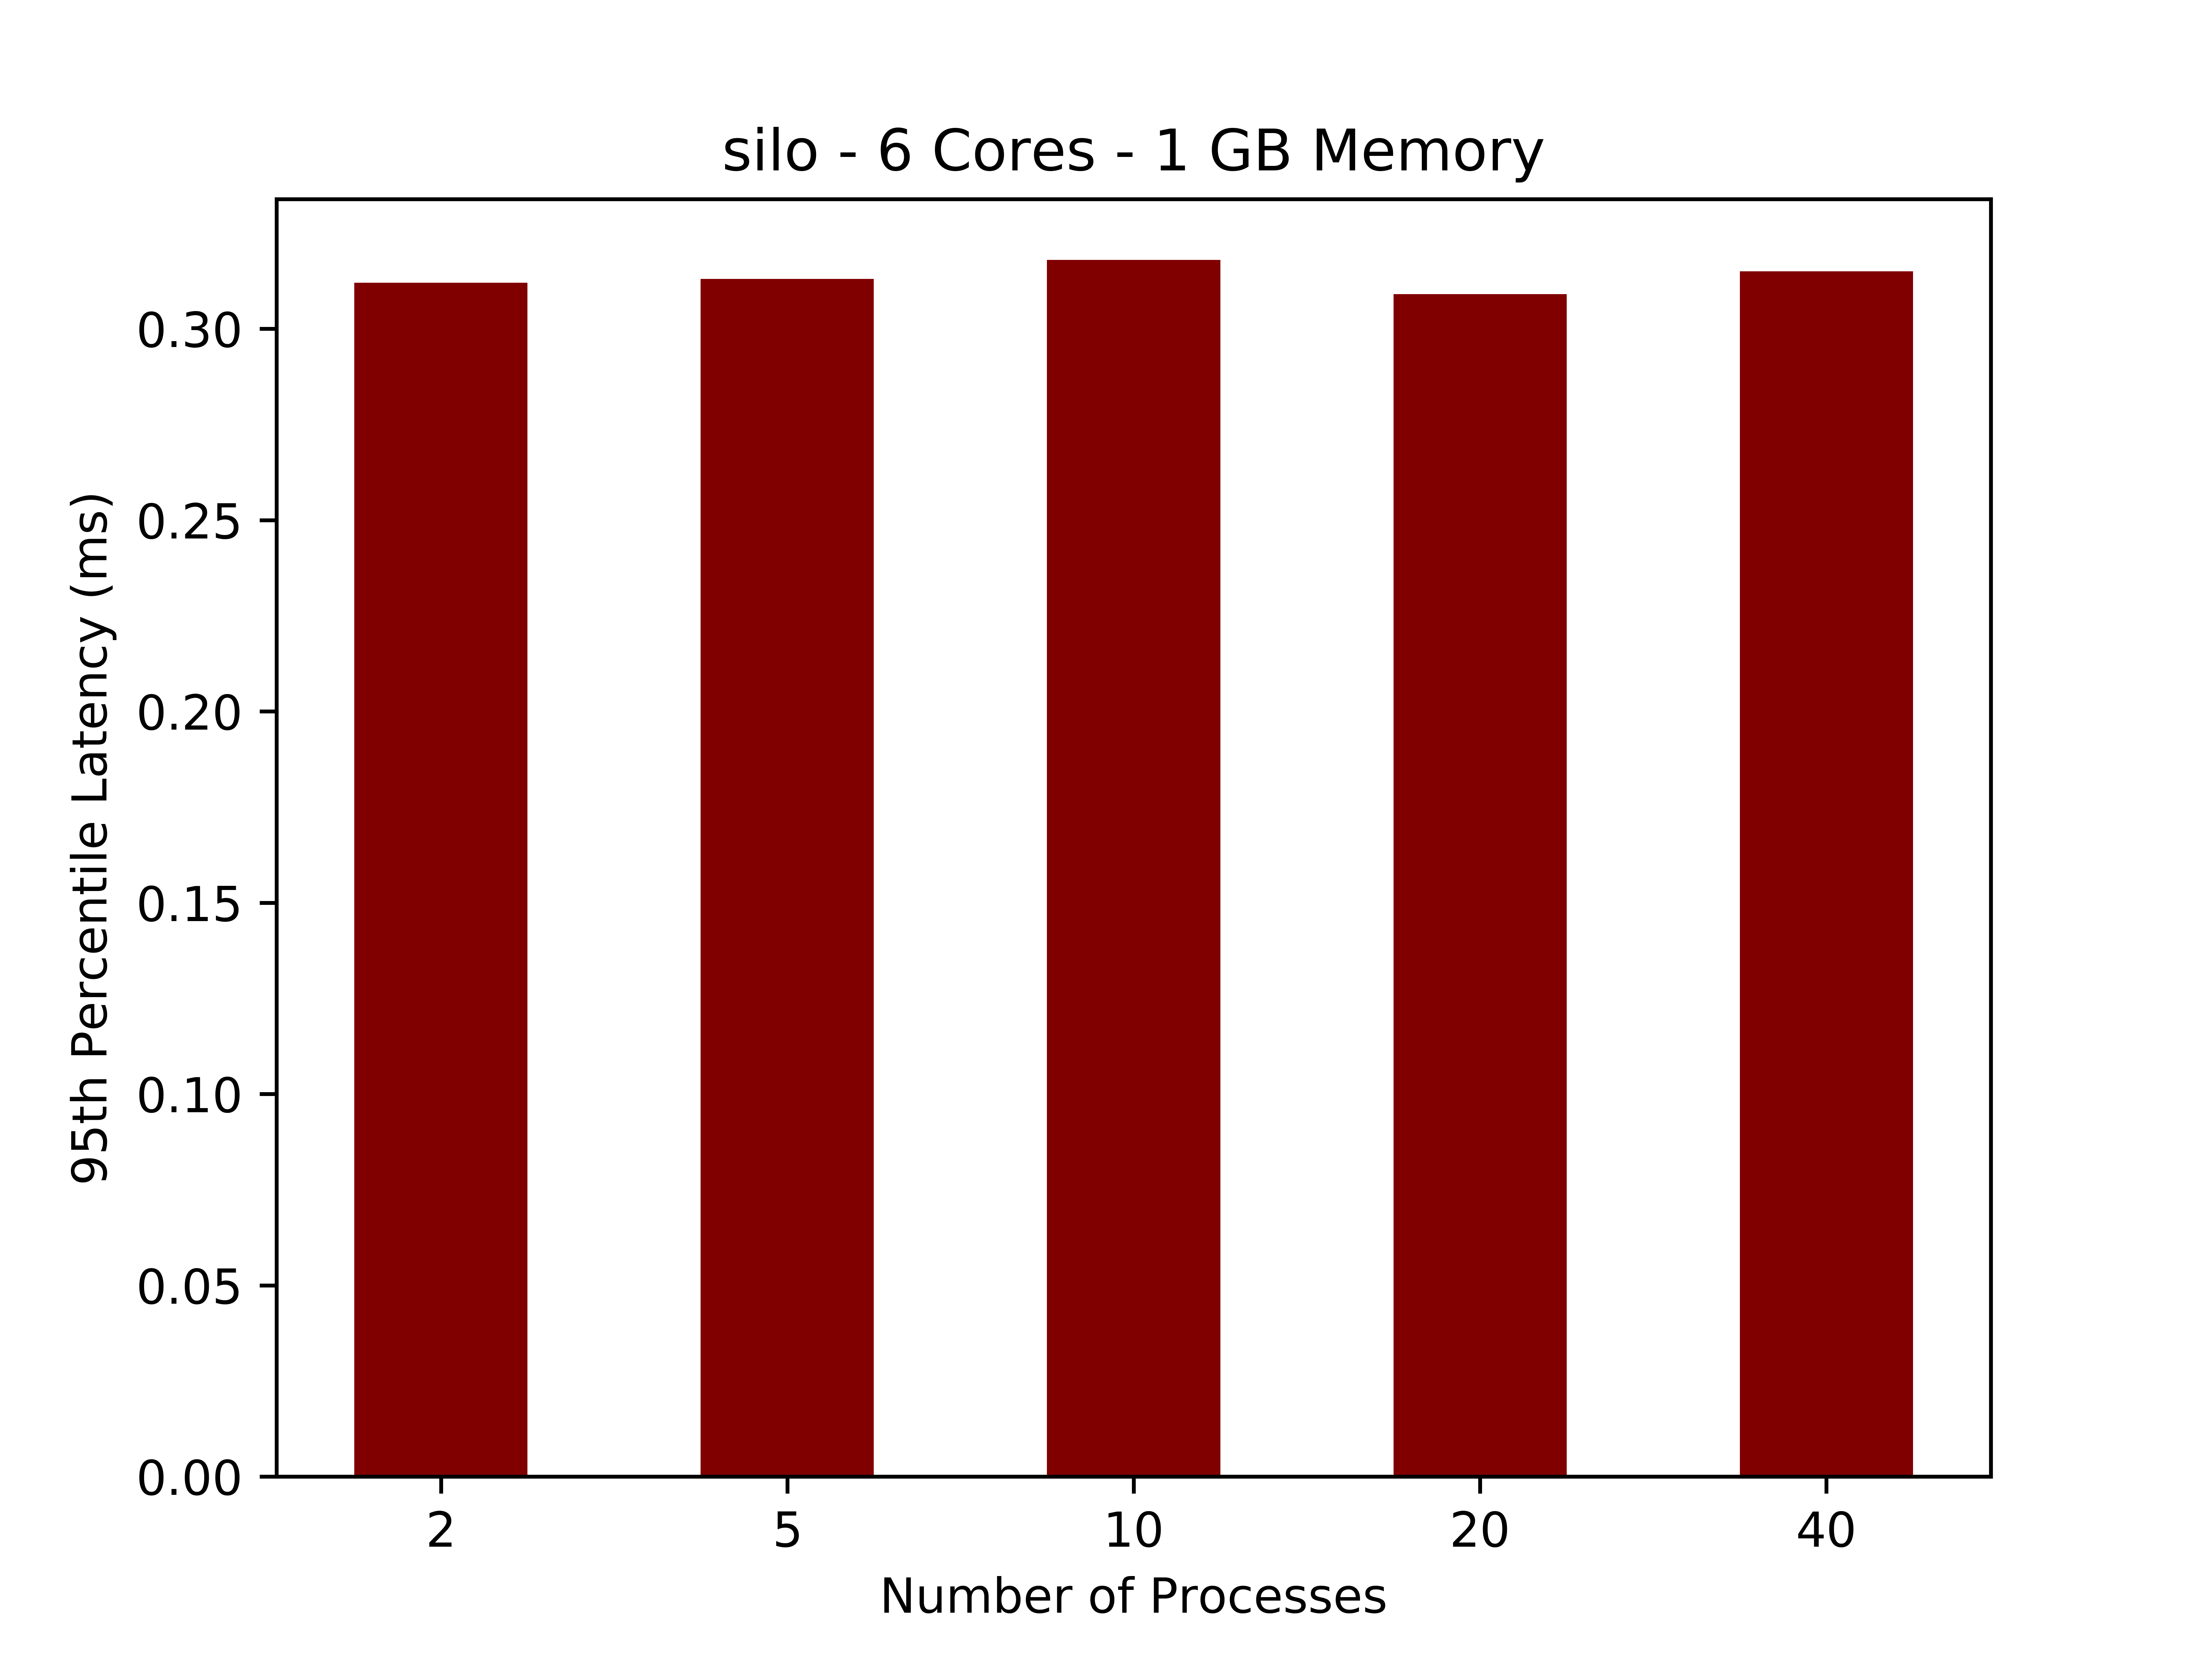 silo - 6 Cores - 1 GB Memory
95th Percentile Latency (ms)
0.30
0.25
0.20
0.15
0.10
0.05
0.00
2 5 10 20 40
Number of Processes